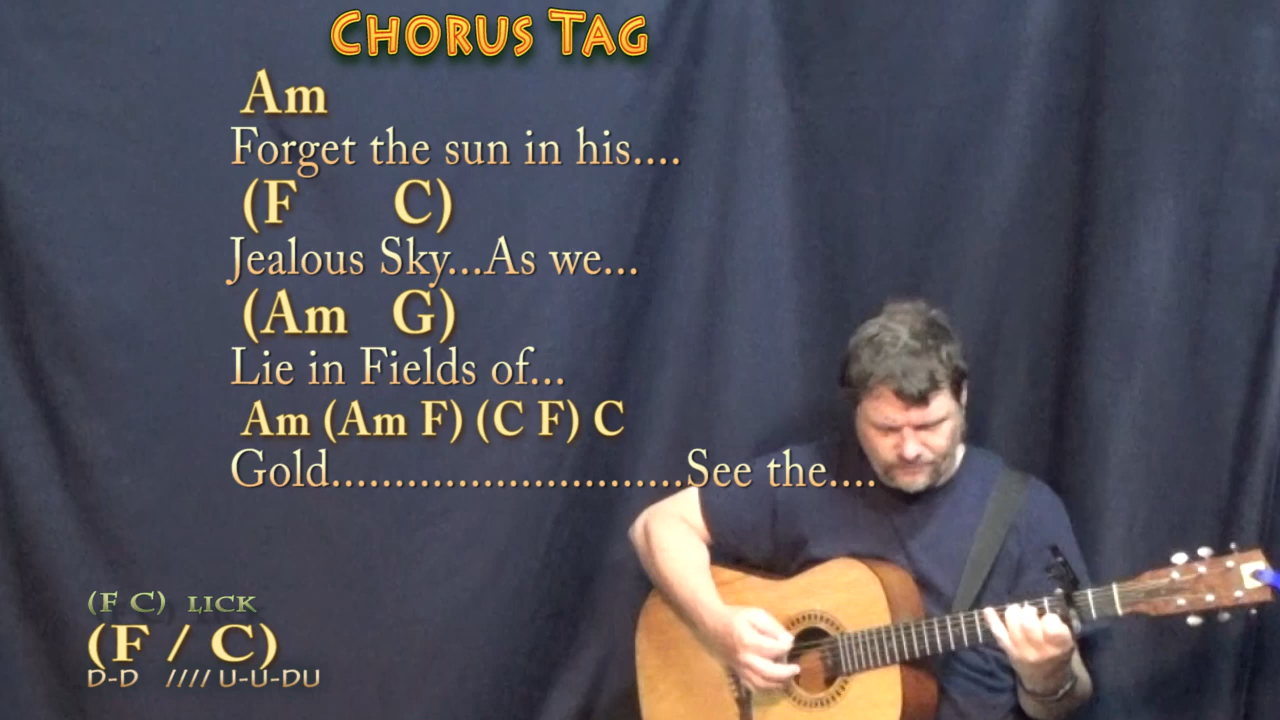 Chorus Tag
Am
Forget the sun in his....
(F C)
Jealous Sky...As we...
(Am G)
Lie in Fields of...
Am (Am F) (C F) C
Gold............................See the....
(F C) LICK
(F / C)
D-D //// U-U-DU